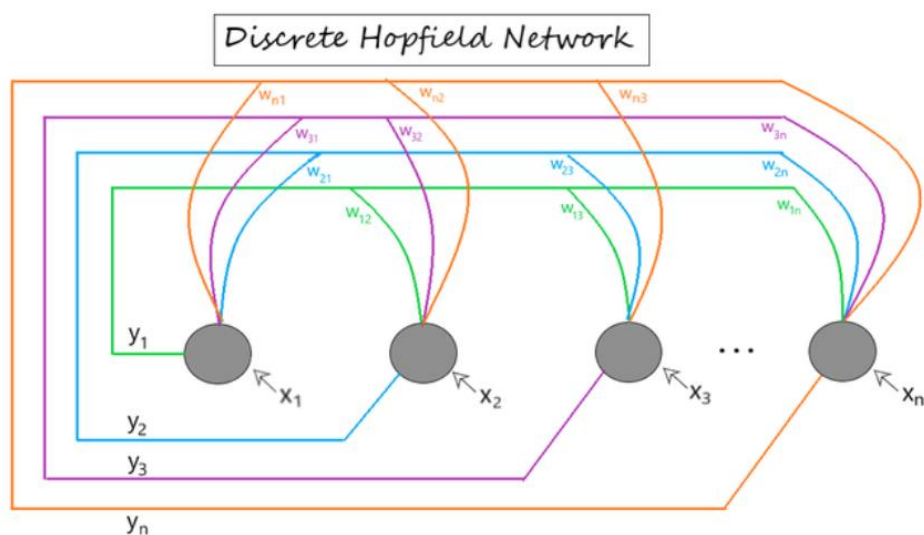 Discrete Hopfield Network
wₙ₁ wₙ₂ wₙ₃
w₃₁ w₃₂ w₃ₙ
w₂₁ w₂₃ w₂ₙ
w₁₂ w₁₃ w₁ₙ
y₁ ...
x₁ x₂ x₃ xₙ
y₂
y₃
yₙ